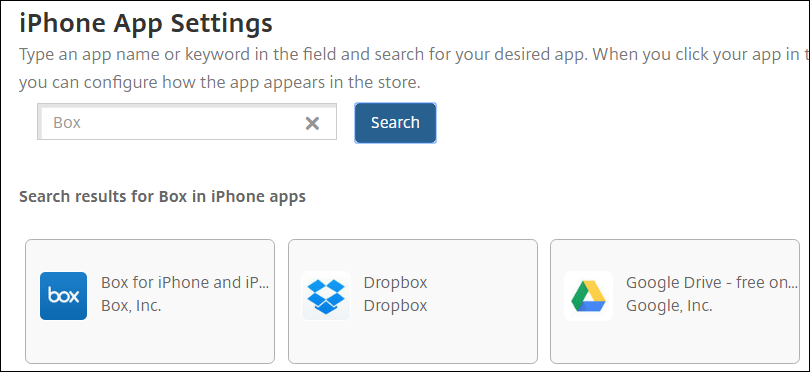 iPhone App Settings
Type an app name or keyword in the field and search for your desired app. When you click your app in t
you can configure how the app appears in the store.
Box
Search
Search results for Box in iPhone apps
box
Box for iPhone and iP...
Box, Inc.
Dropbox
Dropbox
Google Drive - free on...
Google, Inc.